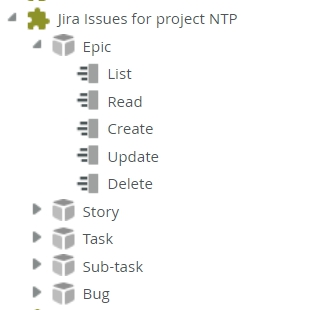 Jira Issues for project NTP
Epic
List
Read
Create
Update
Delete
Story
Task
Sub-task
Bug